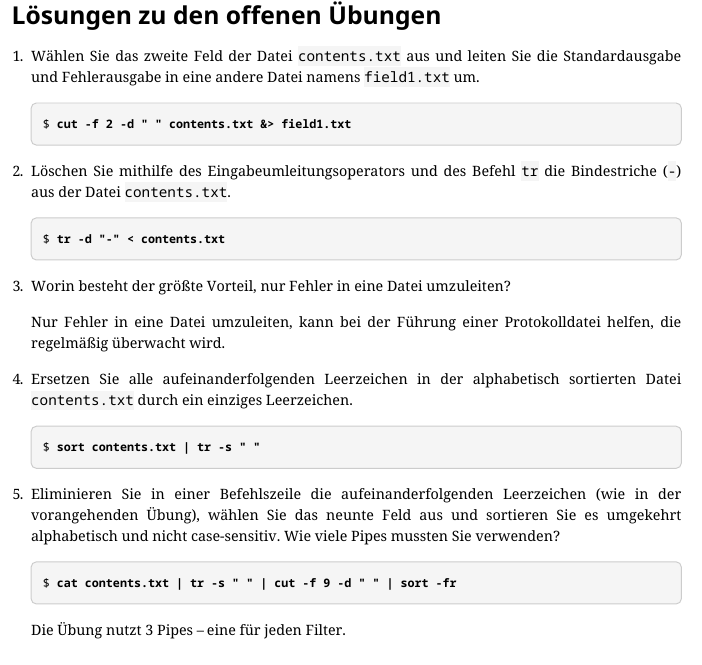 Lösungen zu den offenen Übungen
1. Wählen Sie das zweite Feld der Datei contents.txt aus und leiten Sie die Standardausgabe
und Fehlerausgabe in eine andere Datei namens field1.txt um.
$ cut -f 2 -d " " contents.txt &> field1.txt
2. Löschen Sie mithilfe des Eingabeumleitungsoperators und des Befehl tr die Bindestriche (-)
aus der Datei contents.txt.
$ tr -d "-" < contents.txt
3. Worin besteht der größte Vorteil, nur Fehler in eine Datei umzuleiten?
Nur Fehler in eine Datei umzuleiten, kann bei der Führung einer Protokolldatei helfen, die
regelmäßig überwacht wird.
4. Ersetzen Sie alle aufeinanderfolgenden Leerzeichen in der alphabetisch sortierten Datei
contents.txt durch ein einziges Leerzeichen.
$ sort contents.txt | tr -s " "
5. Eliminieren Sie in einer Befehlszeile die aufeinanderfolgenden Leerzeichen (wie in der
vorangehenden Übung), wählen Sie das neunte Feld aus und sortieren Sie es umgekehrt
alphabetisch und nicht case-sensitiv. Wie viele Pipes mussten Sie verwenden?
$ cat contents.txt | tr -s " " | cut -f 9 -d " " | sort -fr
Die Übung nutzt 3 Pipes – eine für jeden Filter.